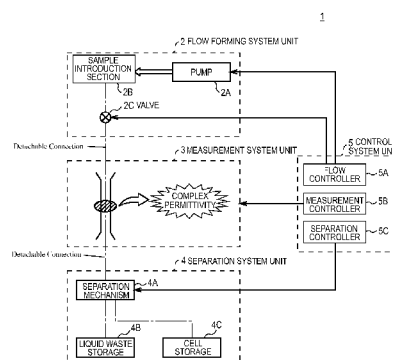 1
2 FLOW FORMING SYSTEM UNIT
SAMPLE
INTRODUCTION
SECTION
2B
PUMP
2A
2C VALVE
Detachable Connection
3 MEASUREMENT SYSTEM UNIT
COMPLEX
PERMITTIVITY
5 CONTROL
SYSTEM UN
FLOW
CONTROLLER
5A
MEASUREMENT
CONTROLLER
5B
SEPARATION
CONTROLLER
5C
Detachable Connection
4 SEPARATION SYSTEM UNIT
SEPARATION
MECHANISM
4A
4B
LIQUID WASTE
STORAGE
4C
CELL
STORAGE